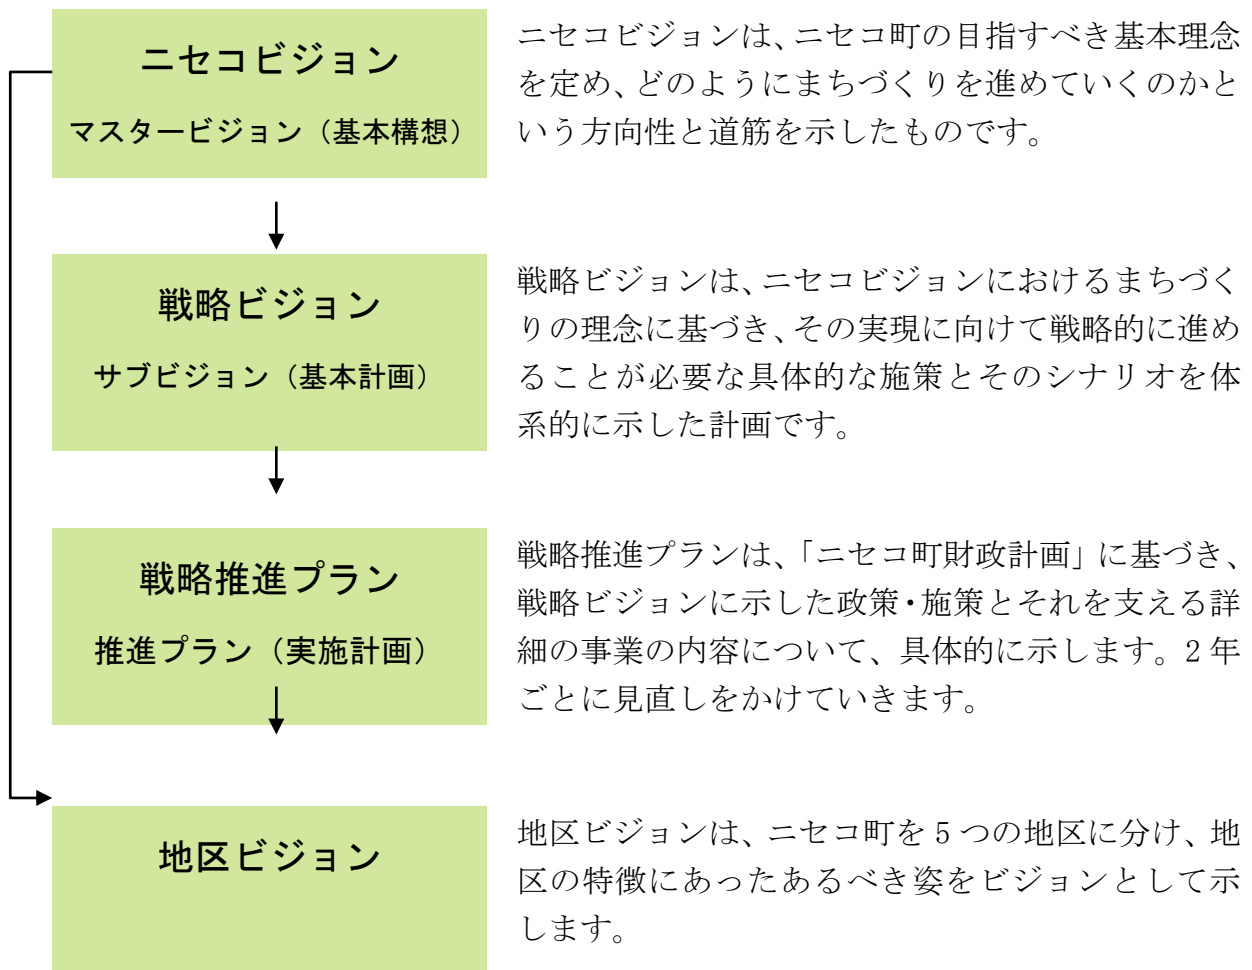 ニセコビジョン
マスタービジョン（基本構想）
ニセコビジョンは、ニセコ町の目指すべき基本理念
を定め、どのようにまちづくりを進めていくのかと
いう方向性と道筋を示したものです。
戦略ビジョン
サブビジョン（基本計画）
戦略ビジョンは、ニセコビジョンにおけるまちづく
りの理念に基づき、その実現に向けて戦略的に進め
ることが必要な具体的な施策とそのシナリオを体
系的に示した計画です。
戦略推進プラン
推進プラン（実施計画）
戦略推進プランは、「ニセコ町財政計画」に基づき、
戦略ビジョンに示した政策・施策とそれを支える詳
細の事業の内容について、具体的に示します。2 年
ごとに見直しをかけていきます。
地区ビジョン
地区ビジョンは、ニセコ町を 5 つの地区に分け、地
区の特徴にあったあるべき姿をビジョンとして示
します。